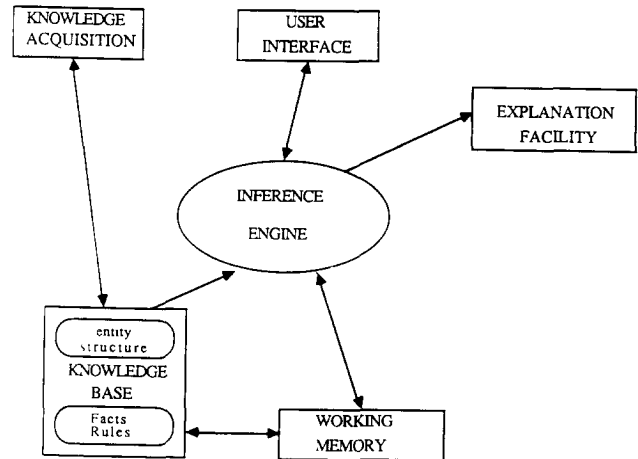 KNOWLEDGE
ACQUISITION
USER
INTERFACE
EXPLANATION
FACILITY
INFERENCE
ENGINE
entity
structure
KNOWLEDGE
BASE
Facts
Rules
WORKING
MEMORY